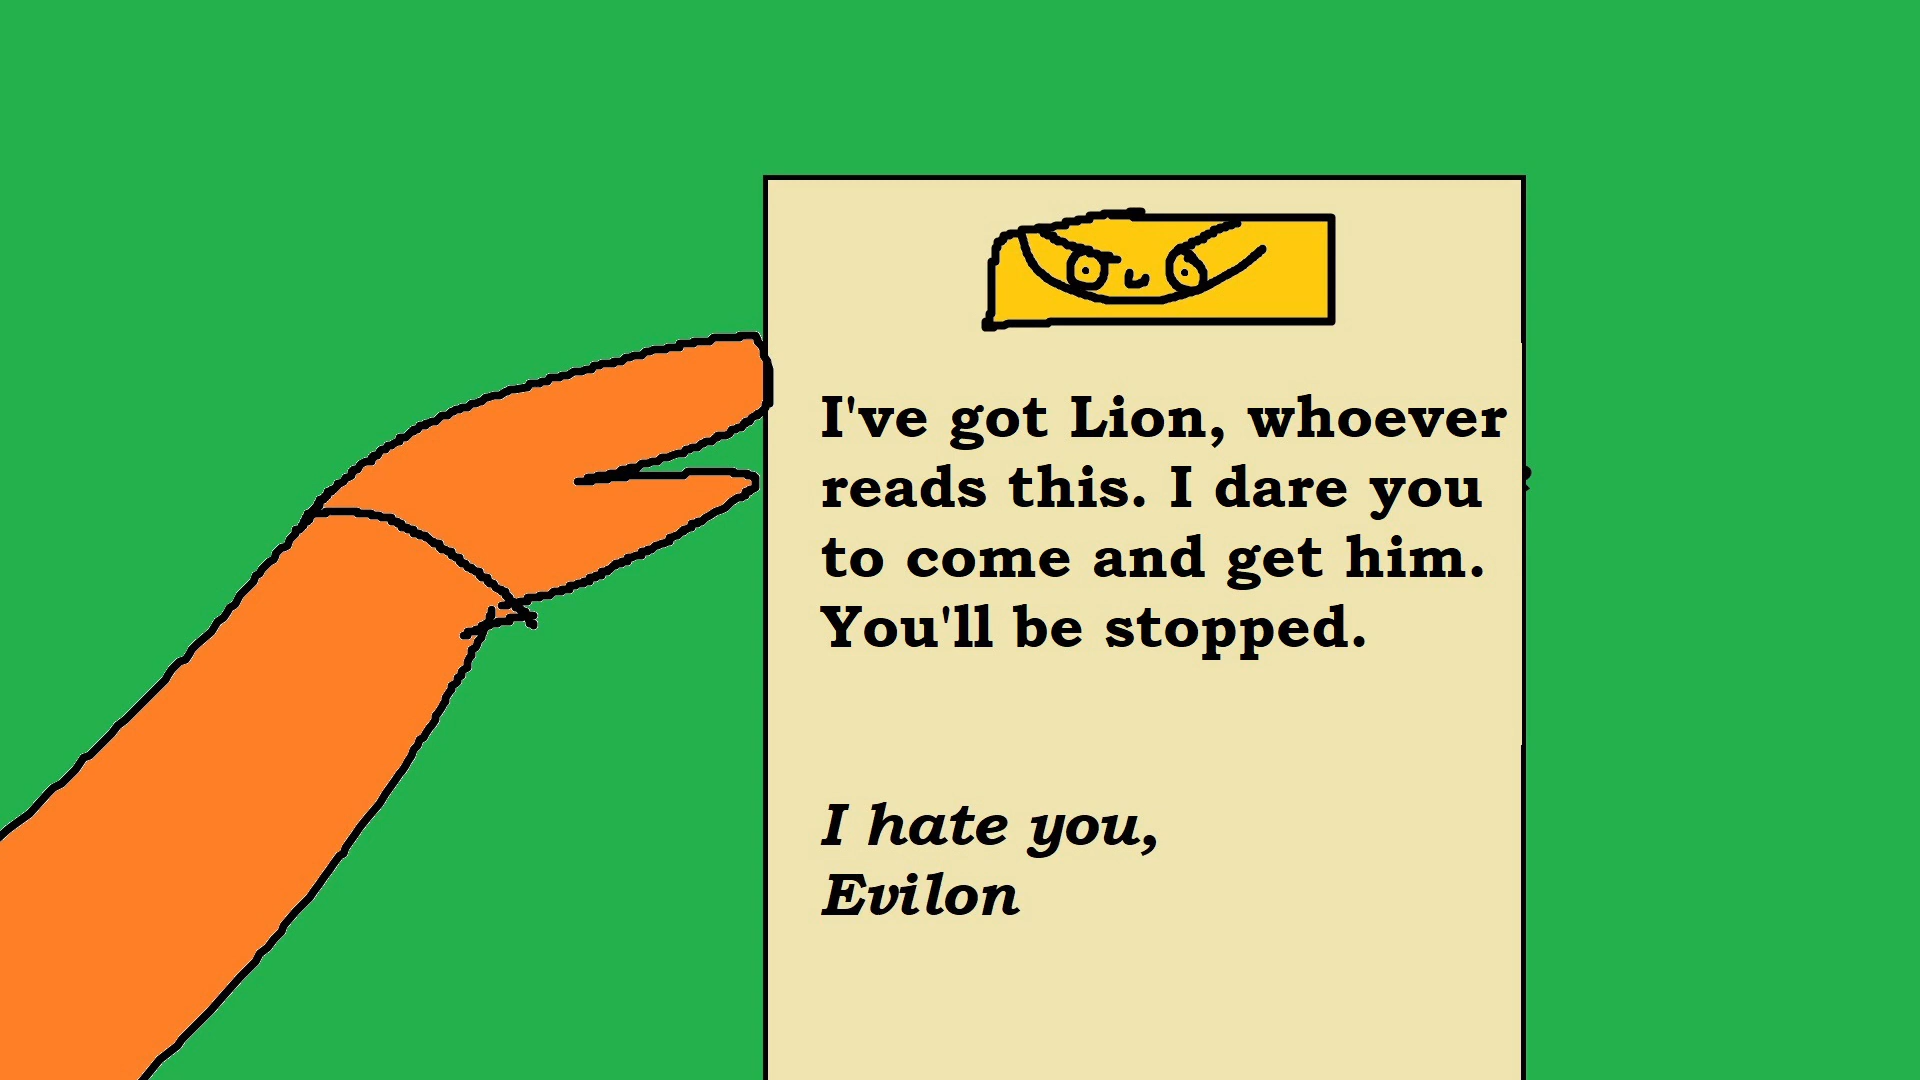 I've got Lion, whoever
reads this. I dare you
to come and get him.
You'll be stopped.
I hate you,
Evilon